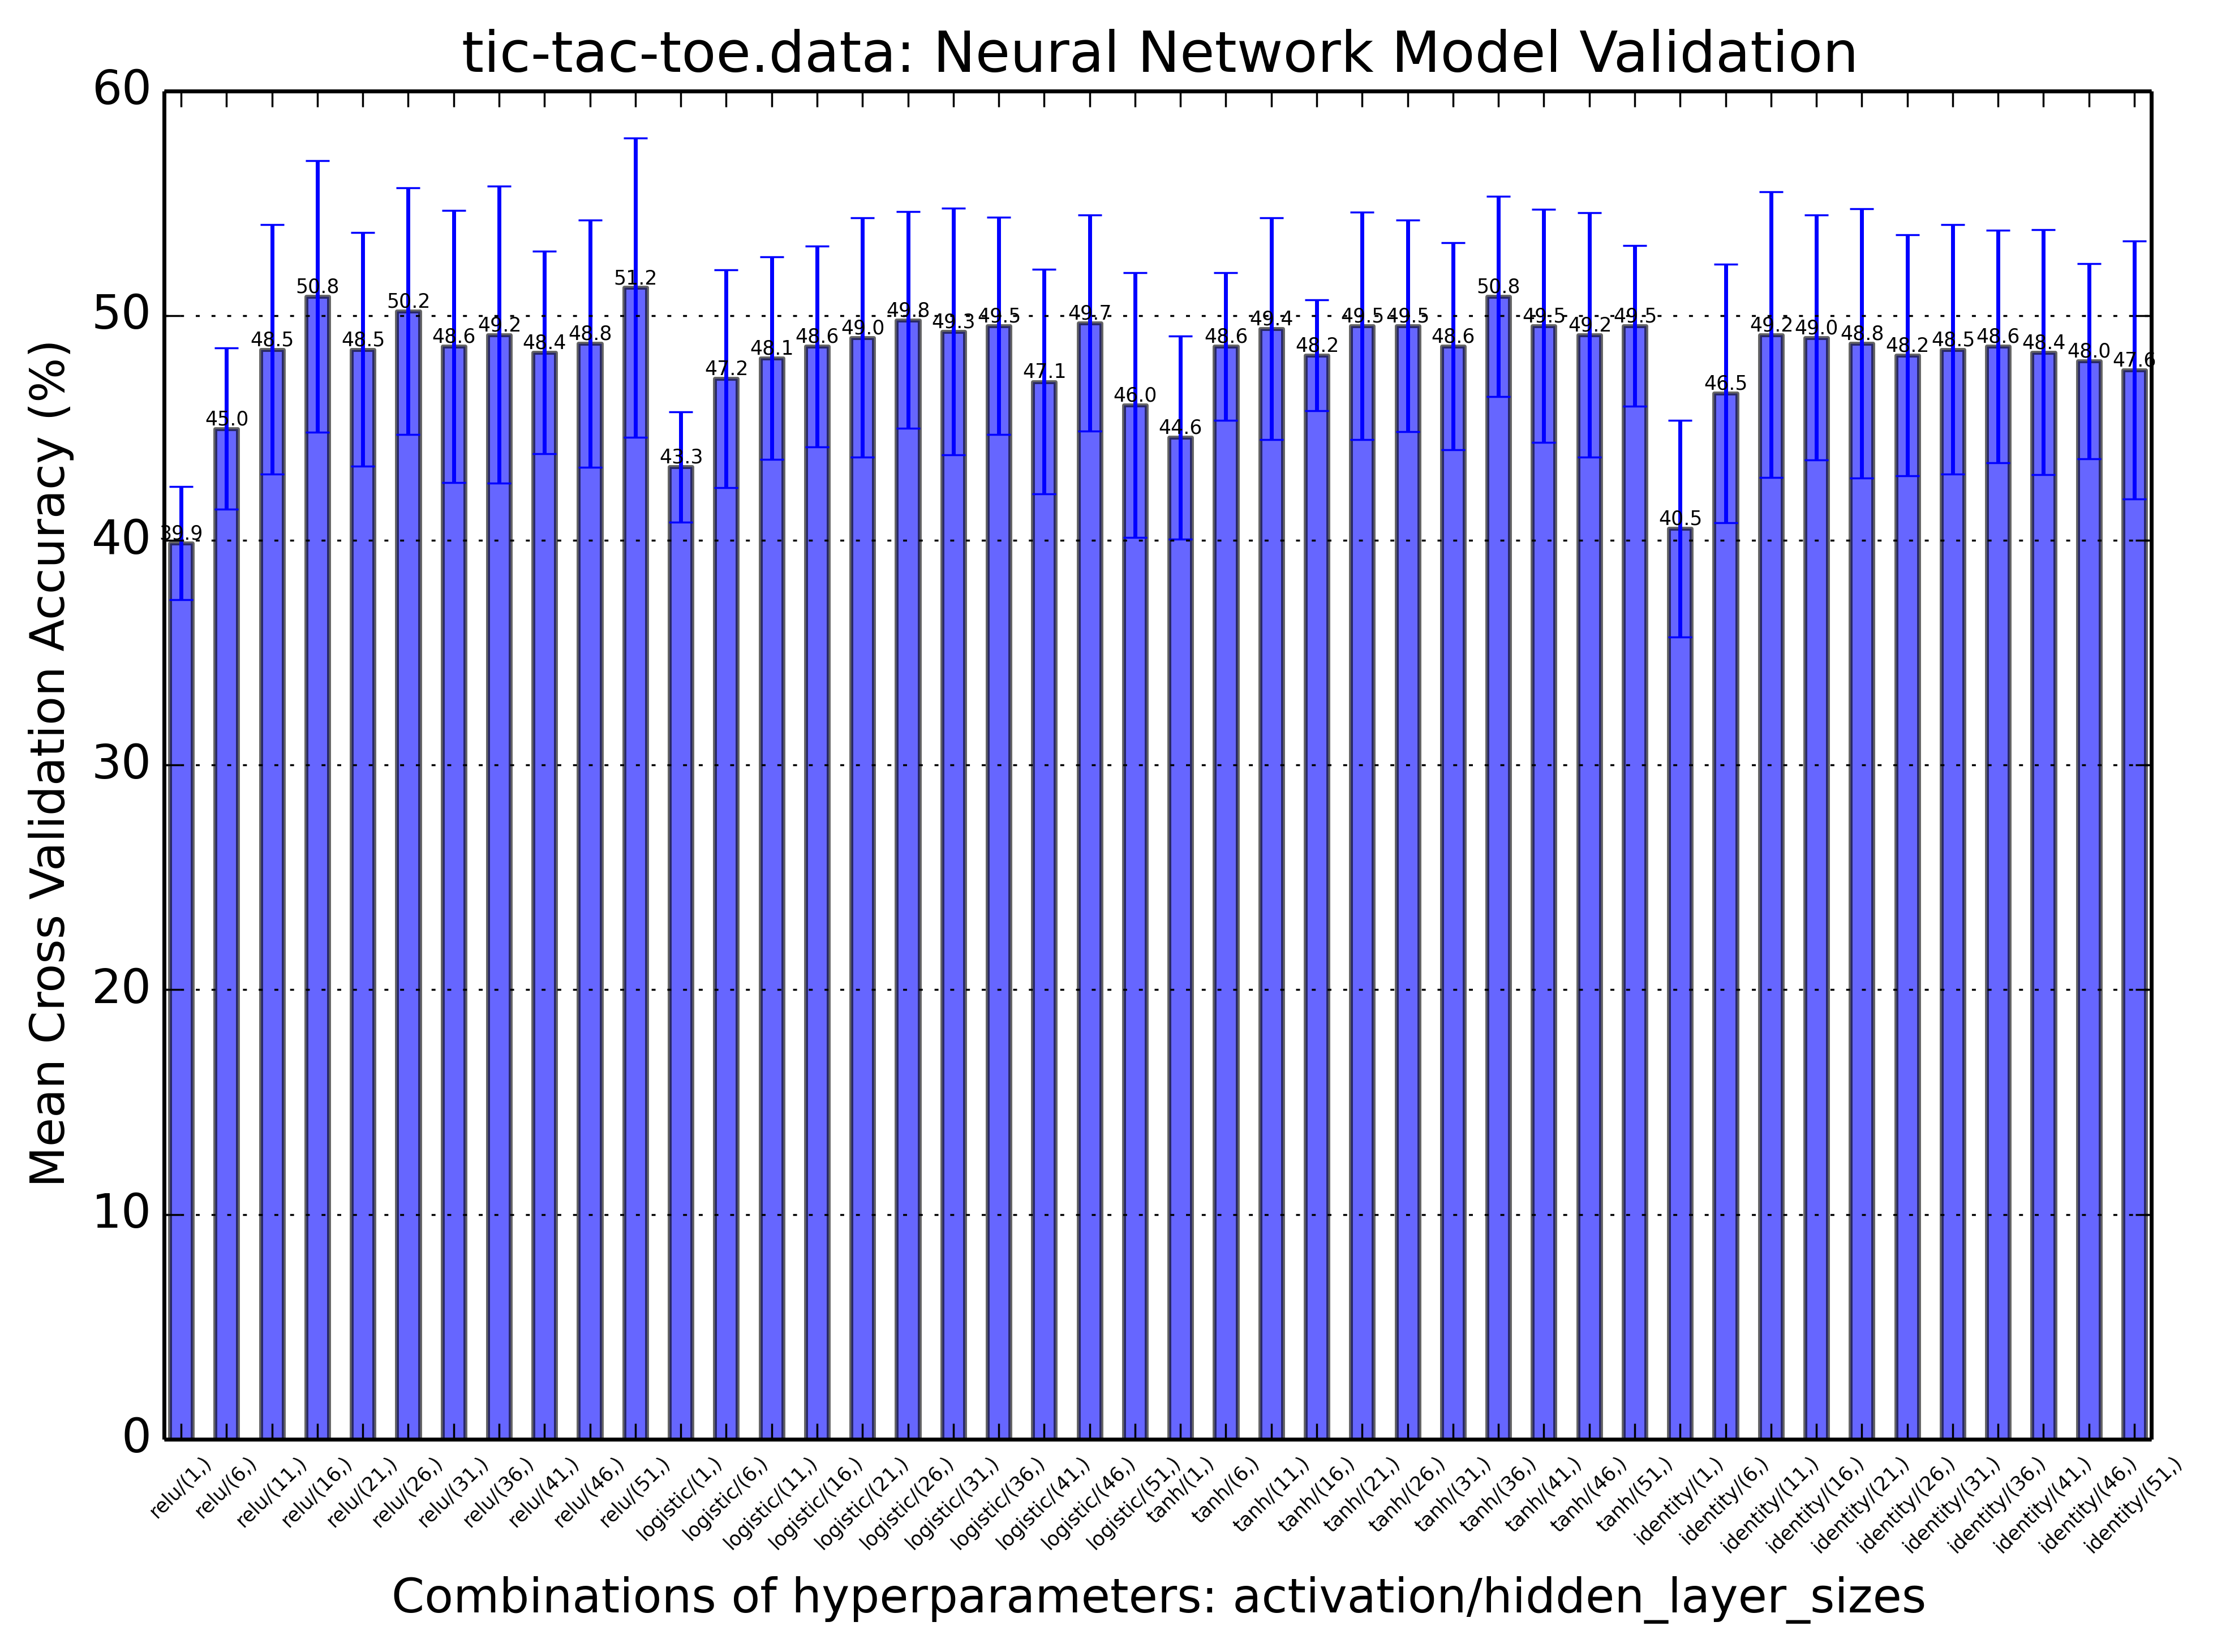 tic-tac-toe.data: Neural Network Model Validation
Mean Cross Validation Accuracy (%)
60
50
40
30
20
10
0
39.9
45.0
48.5
50.8
48.5
50.2
48.6
49.2
48.4
48.8
51.2
43.3
47.2
48.1
48.6
49.0
49.8
49.3
49.5
47.1
49.7
46.0
44.6
48.6
49.4
48.2
49.5
49.5
48.6
50.8
49.5
49.2
49.5
40.5
46.5
49.2
49.0
48.8
48.2
48.5
48.6
48.4
48.0
47.6
relu/(1,)
relu/(6,)
relu/(11,)
relu/(16,)
relu/(21,)
relu/(26,)
relu/(31,)
relu/(36,)
relu/(41,)
relu/(46,)
relu/(51,)
logistic/(1,)
logistic/(6,)
logistic/(11,)
logistic/(16,)
logistic/(21,)
logistic/(26,)
logistic/(31,)
logistic/(36,)
logistic/(41,)
logistic/(46,)
logistic/(51,)
tanh/(1,)
tanh/(6,)
tanh/(11,)
tanh/(16,)
tanh/(21,)
tanh/(26,)
tanh/(31,)
tanh/(36,)
tanh/(41,)
tanh/(46,)
tanh/(51,)
identity/(1,)
identity/(6,)
identity/(11,)
identity/(16,)
identity/(21,)
identity/(26,)
identity/(31,)
identity/(36,)
identity/(41,)
identity/(46,)
identity/(51,)
Combinations of hyperparameters: activation/hidden_layer_sizes